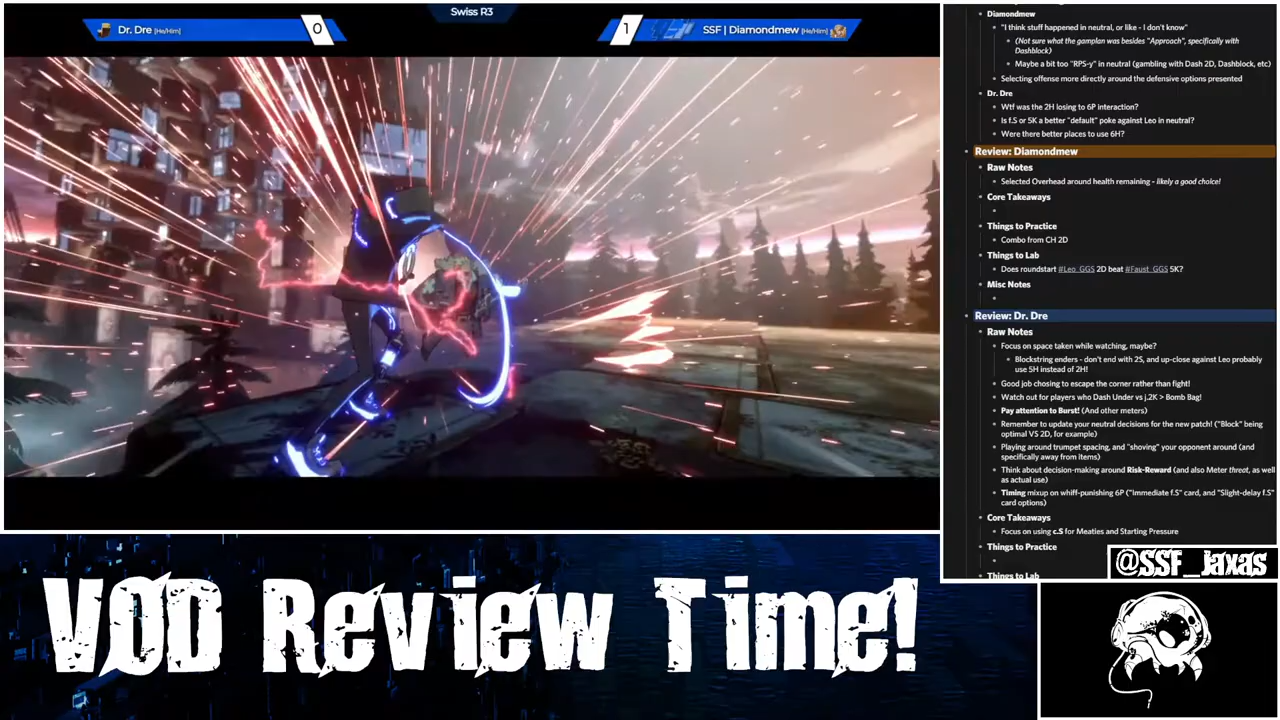 Swiss R3
Dr. Dre [He/Him]
0
1
SSF | Diamondmew [He/Him]
Diamondmew
"I think stuff happened in neutral, or like - I don't know"
(Not sure what the gamplan was besides "Approach", specifically with
Dashblock)
Maybe a bit too "RPS-y" in neutral (gambling with Dash 2D, Dashblock, etc)
Selecting offense more directly around the defensive options presented
Dr. Dre
Wtf was the 2H losing to 6P interaction?
Is f.S or 5K a better "default" poke against Leo in neutral?
Were there better places to use 6H?
Review: Diamondmew
Raw Notes
Selected Overhead around health remaining - likely a good choice!
Core Takeaways
Things to Practice
Combo from CH 2D
Things to Lab
Does roundstart #Leo_GGS 2D beat #Faust_GGS 5K?
Misc Notes
Review: Dr. Dre
Raw Notes
Focus on space taken while watching, maybe?
Blockstring enders - don't end with 2S, and up-close against Leo probably
use 5H instead of 2H!
Good job chosing to escape the corner rather than fight!
Watch out for players who Dash Under vs j.2K > Bomb Bag!
Pay attention to Burst! (And other meters)
Remember to update your neutral decisions for the new patch! ("Block" being
optimal VS 2D, for example)
Playing around trumpet spacing, and "shoving" your opponent around (and
specifically away from items)
Think about decision-making around Risk-Reward (and also Meter threat, as well
as actual use)
Timing mixup on whiff-punishing 6P ("Immediate f.S" card, and "Slight-delay f.S"
card options)
Core Takeaways
Focus on using c.S for Meaties and Starting Pressure
Things to Practice
Things to Lab
@SSF_Jaxas
VOD Review Time!